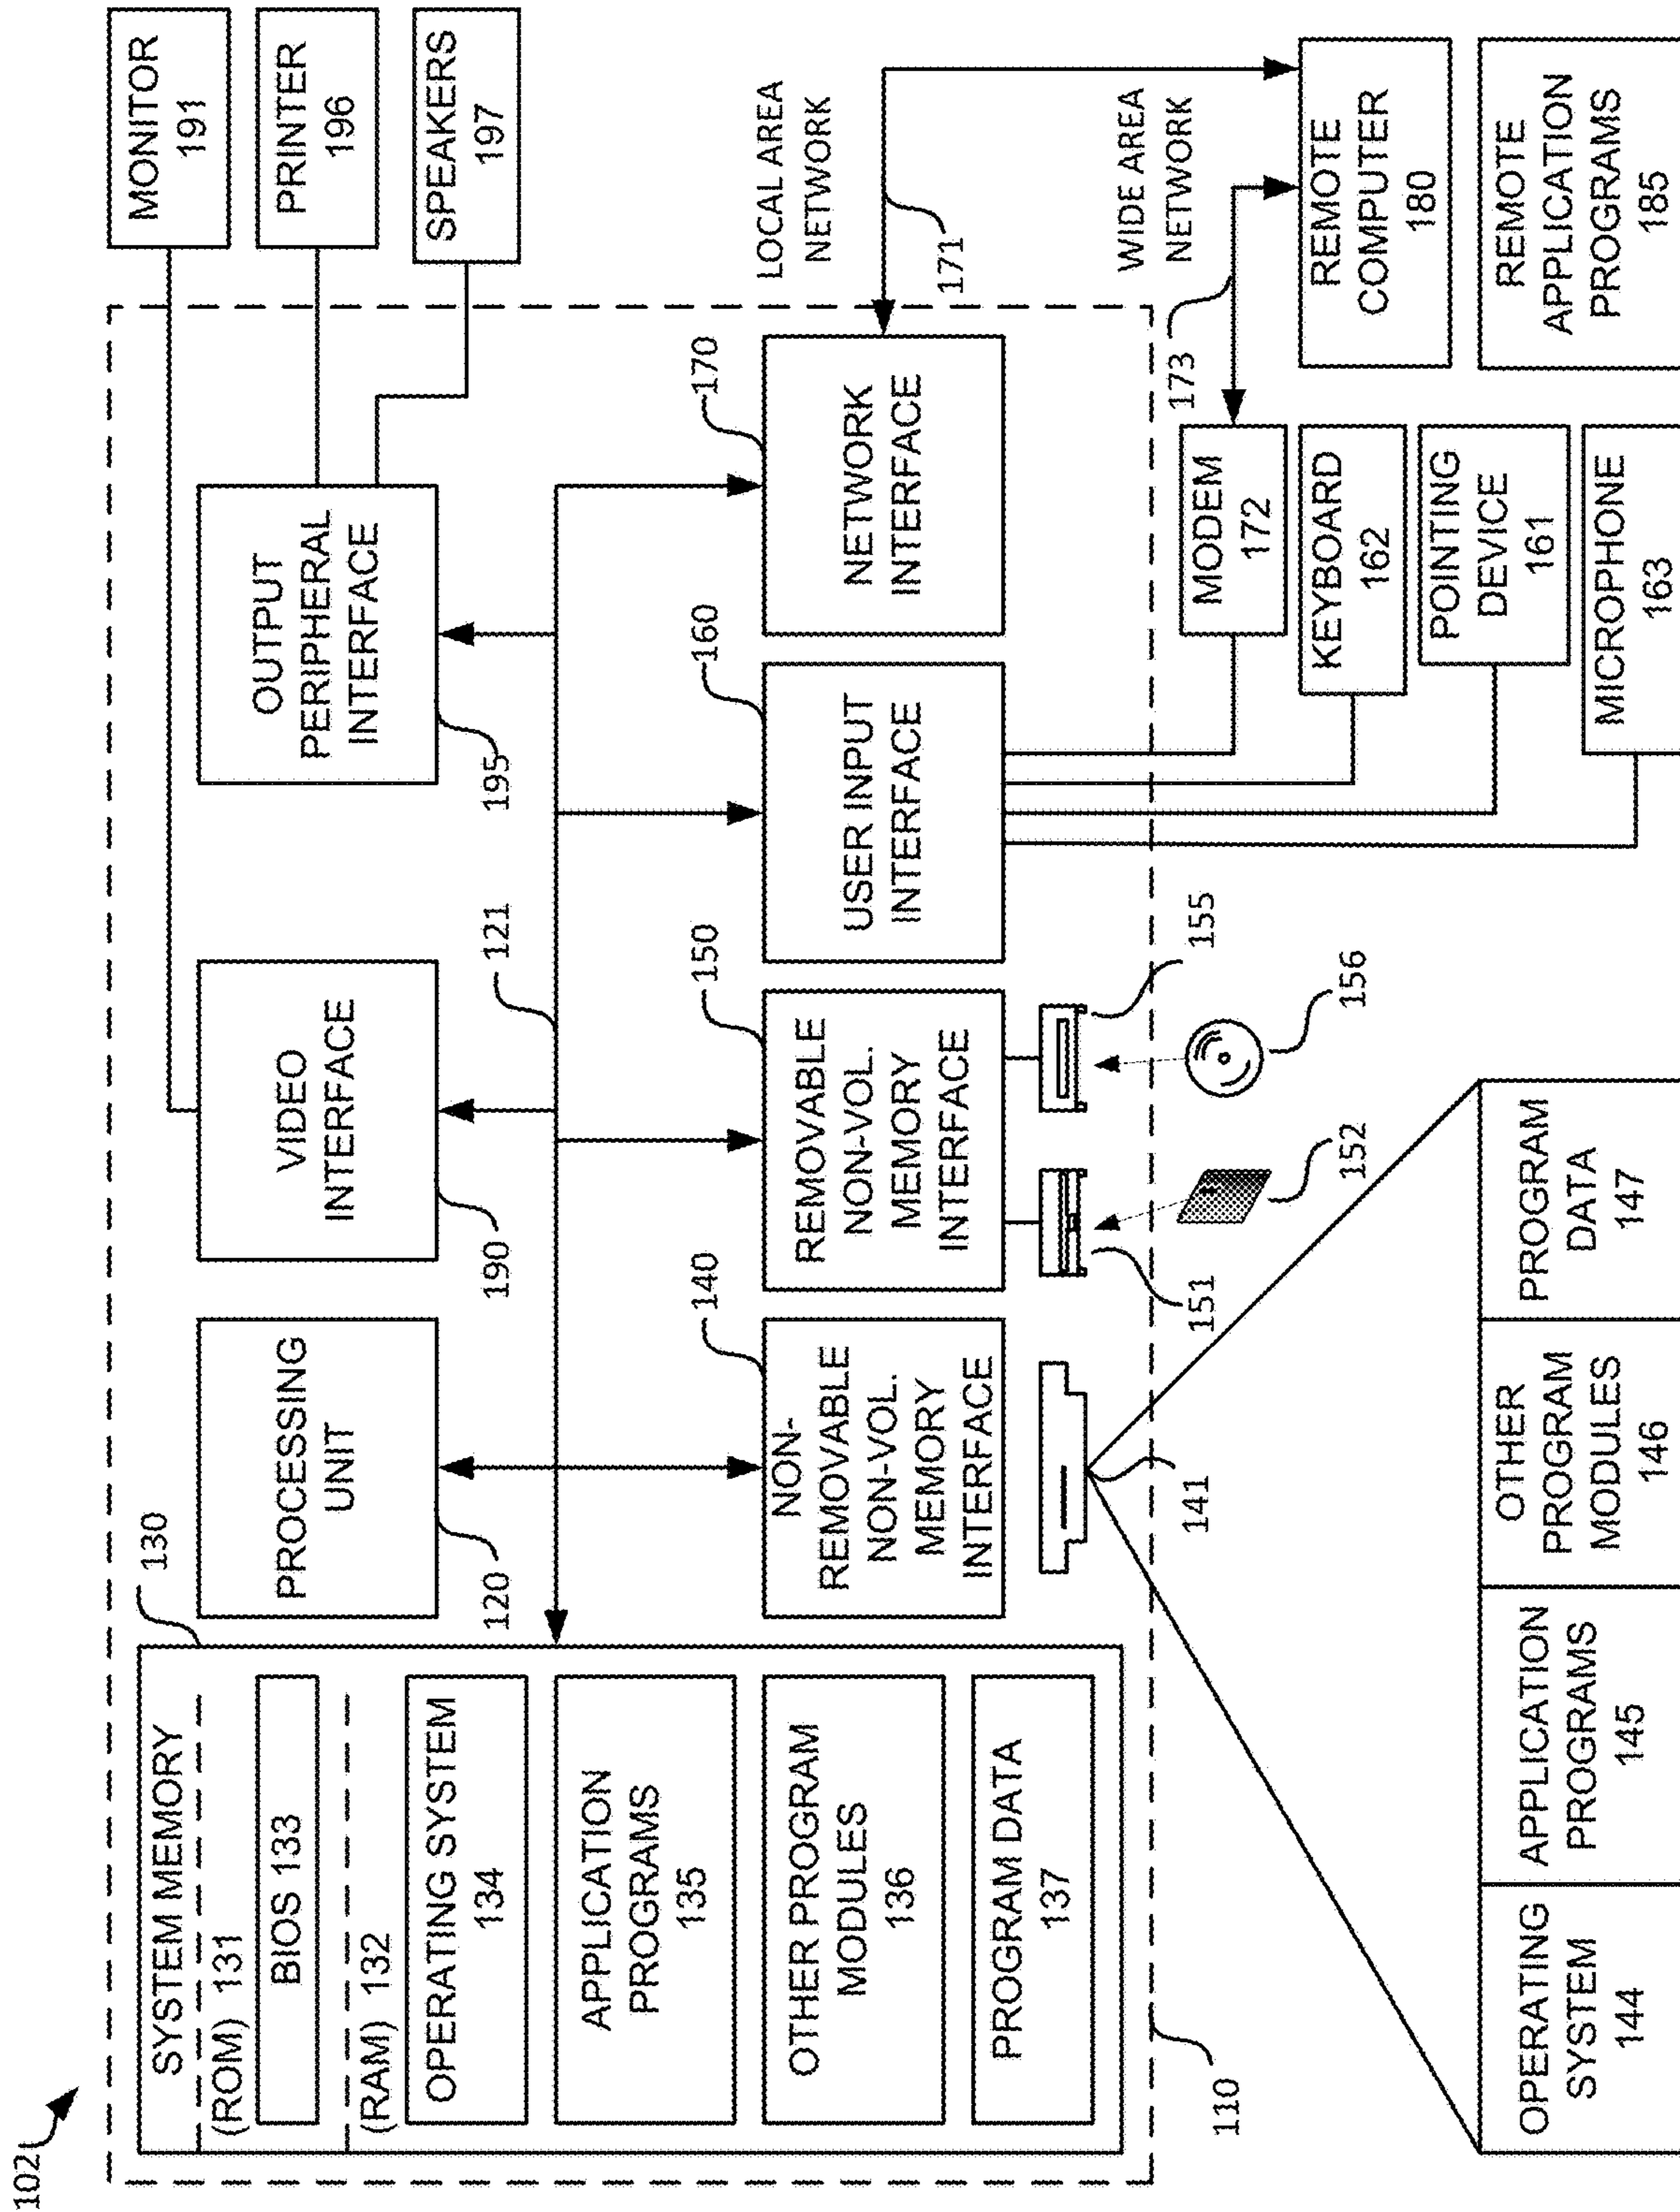 102
SYSTEM MEMORY
(ROM) 131
BIOS 133
(RAM) 132
OPERATING SYSTEM
134
APPLICATION
PROGRAMS
135
OTHER PROGRAM
MODULES
136
PROGRAM DATA
137
130
PROCESSING
UNIT
120
VIDEO
INTERFACE
190
121
OUTPUT
PERIPHERAL
INTERFACE
195
MONITOR
191
PRINTER
196
SPEAKERS
197
140
NON-
REMOVABLE
NON-VOL.
MEMORY
INTERFACE
150
REMOVABLE
NON-VOL.
MEMORY
INTERFACE
160
USER INPUT
INTERFACE
170
NETWORK
INTERFACE
LOCAL AREA
NETWORK
171
WIDE AREA
NETWORK
173
110
141
151
152
155
156
MODEM
172
KEYBOARD
162
POINTING
DEVICE
161
MICROPHONE
163
REMOTE
COMPUTER
180
REMOTE
APPLICATION
PROGRAMS
185
OPERATING
SYSTEM
144
APPLICATION
PROGRAMS
145
OTHER
PROGRAM
MODULES
146
PROGRAM
DATA
147